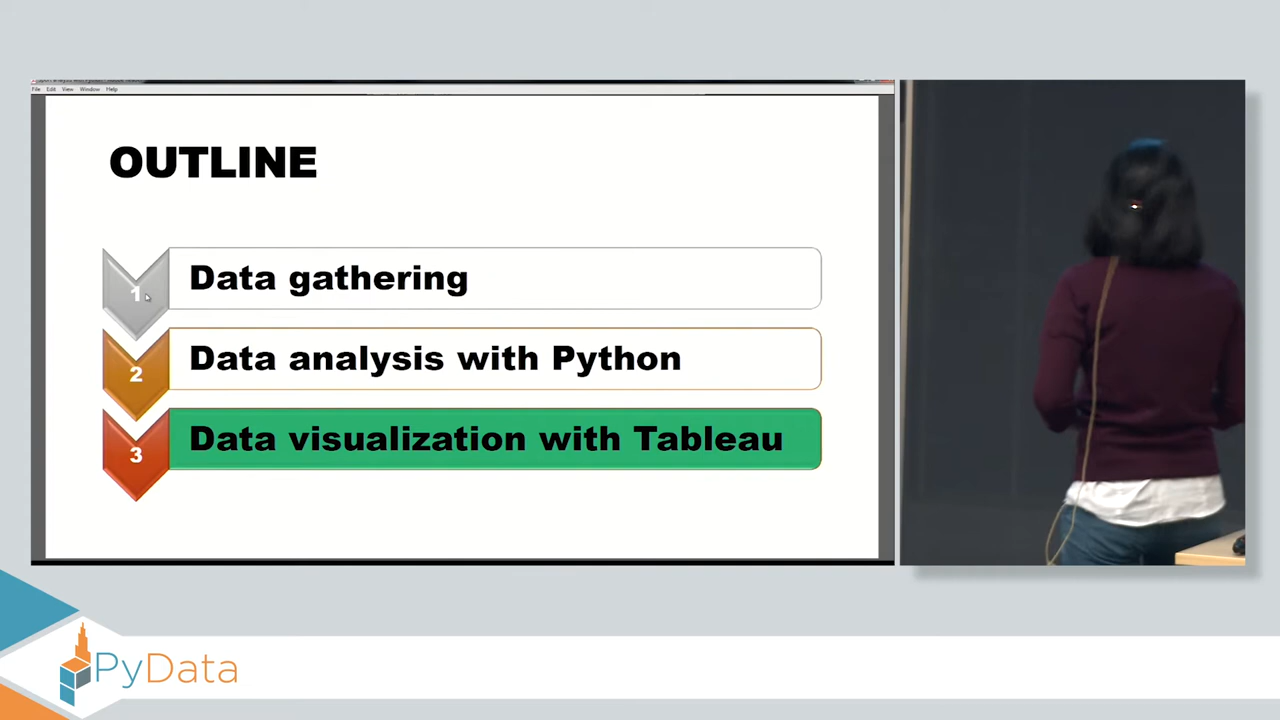 File Edit View Window Help
OUTLINE
1
Data gathering
2
Data analysis with Python
3
Data visualization with Tableau
PyData